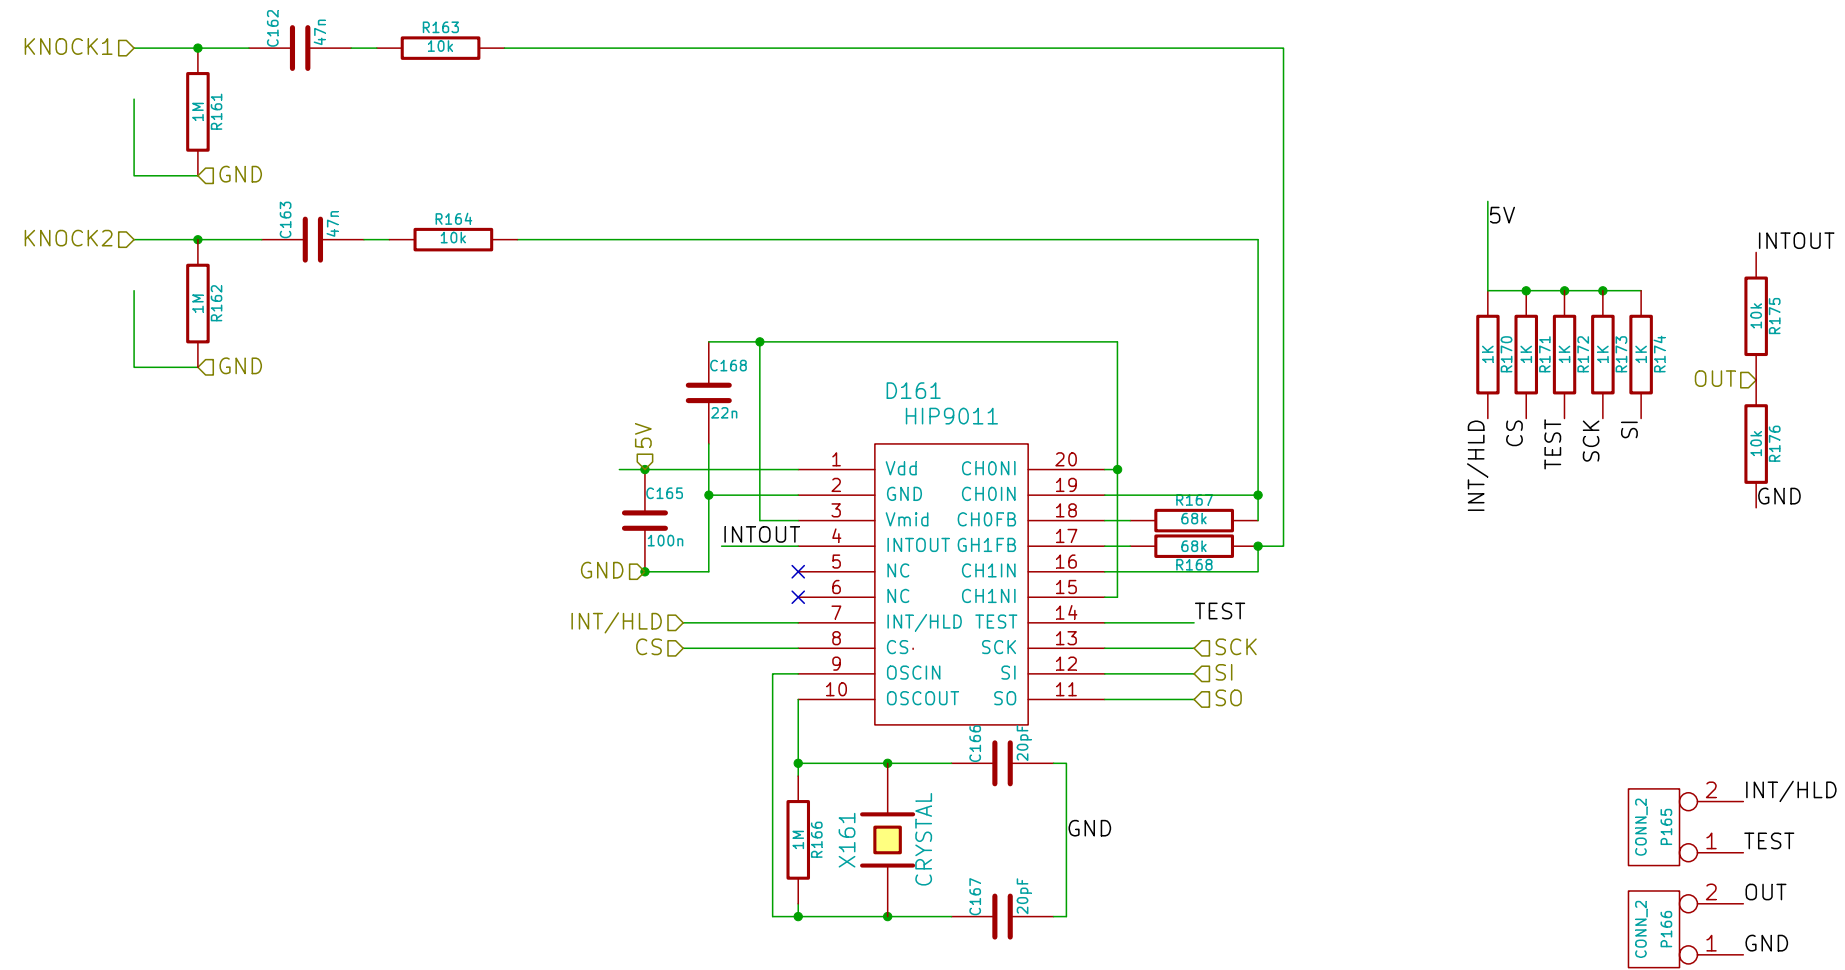 KNOCK1
C162
47n
R163
10k
1M
R161
GND
KNOCK2
C163
47n
R164
10k
1M
R162
GND
5V
INTOUT
10k
R175
OUT
10k
R176
GND
1K
R170
1K
R171
1K
R172
1K
R173
1K
R174
INT/HLD
CS
TEST
SCK
SI
C168
22n
D161
HIP9011
5V
C165
100n
GND
INTOUT
INT/HLD
CS
1 Vdd
2 GND
3 Vmid
4 INTOUT
5 NC
6 NC
7 INT/HLD
8 CS.
9 OSCIN
10 OSCOUT
CH0NI 20
CH0IN 19
CH0FB 18
GH1FB 17
CH1IN 16
CH1NI 15
TEST 14
SCK 13
SI 12
SO 11
R167
68k
68k
R168
TEST
SCK
SI
SO
C166
20pF
1M
R166
X161
CRYSTAL
GND
C167
20pF
CONN_2
P165
2 INT/HLD
1 TEST
CONN_2
P166
2 OUT
1 GND